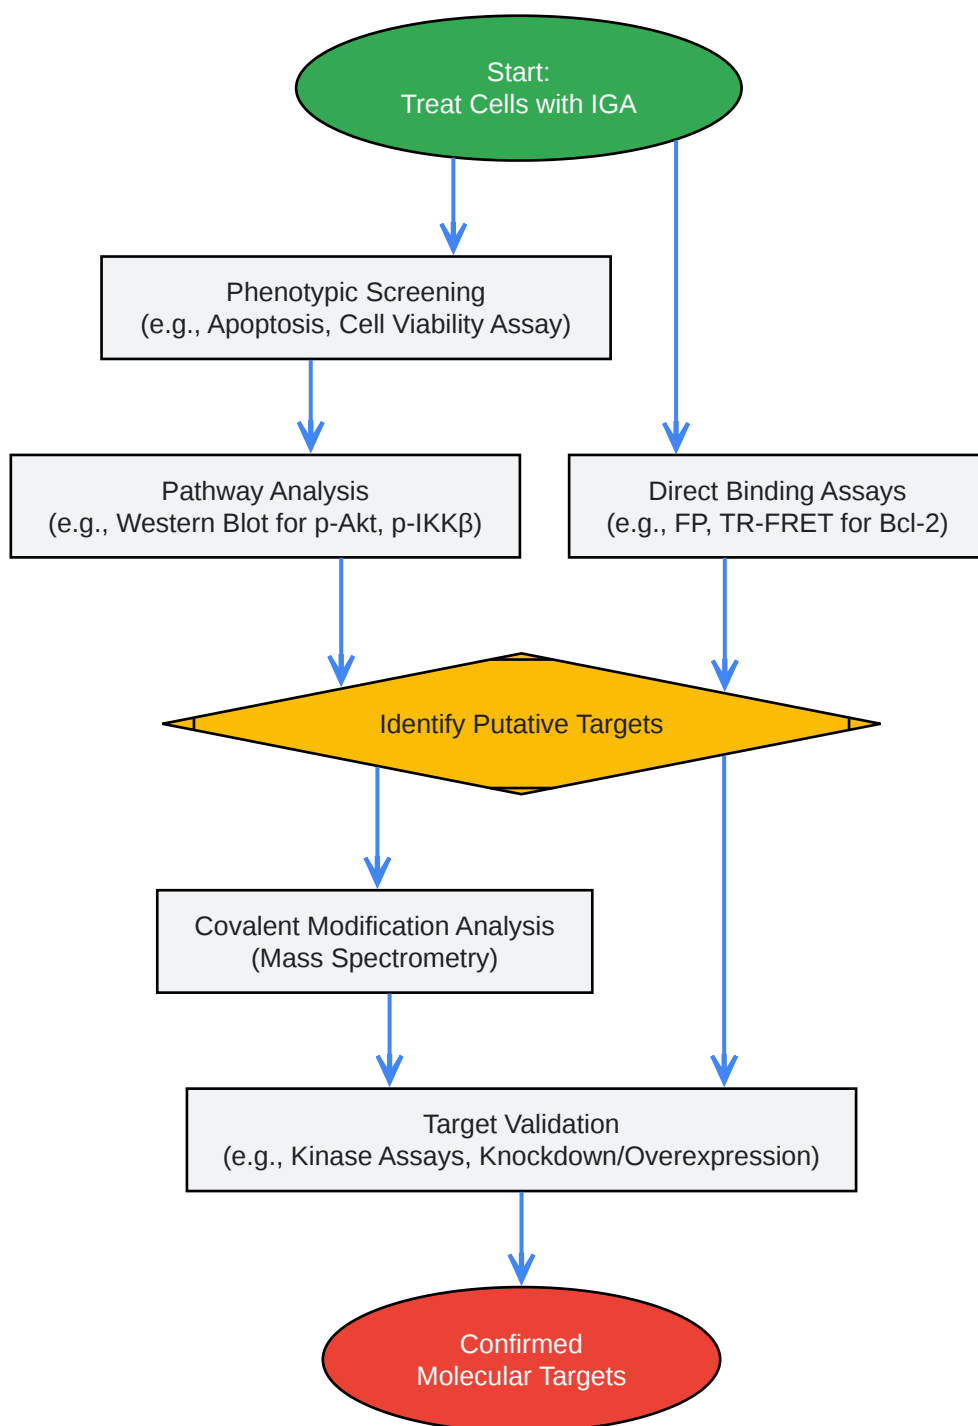 Start:
Treat Cells with IGA
Phenotypic Screening
(e.g., Apoptosis, Cell Viability Assay)
Pathway Analysis
(e.g., Western Blot for p-Akt, p-IKKβ)
Direct Binding Assays
(e.g., FP, TR-FRET for Bcl-2)
Identify Putative Targets
Covalent Modification Analysis
(Mass Spectrometry)
Target Validation
(e.g., Kinase Assays, Knockdown/Overexpression)
Confirmed
Molecular Targets